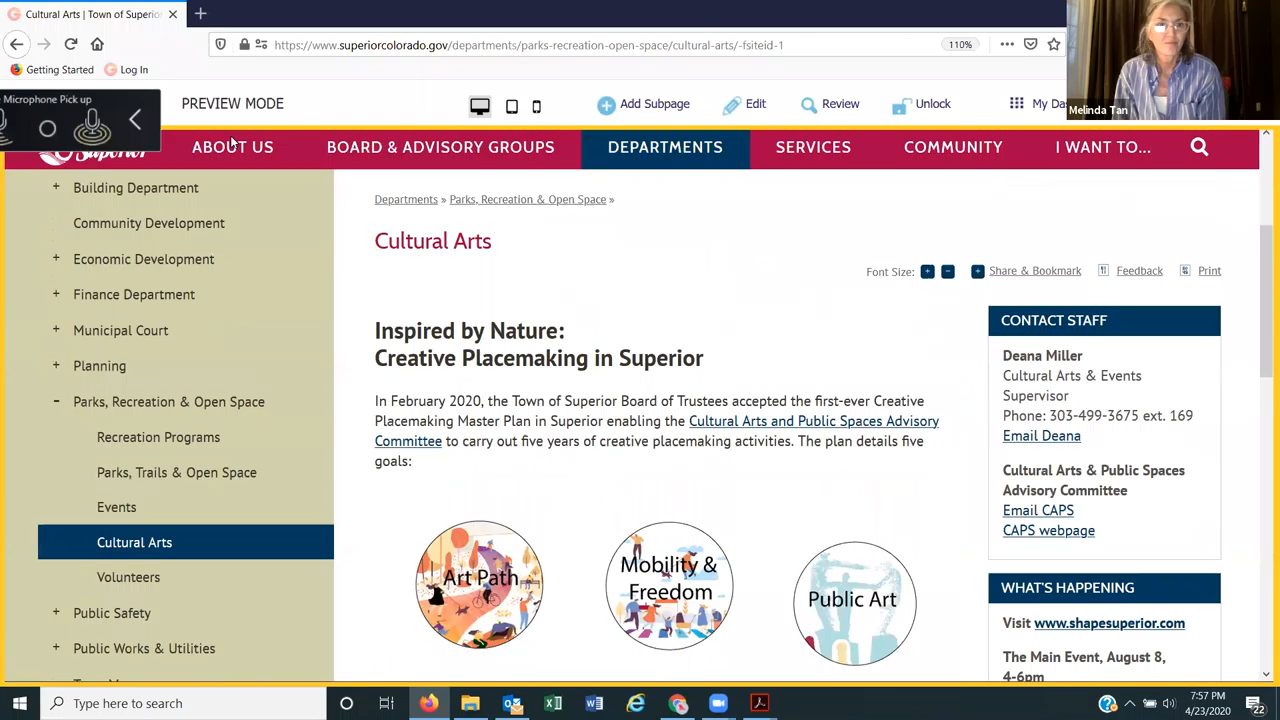 Cultural Arts | Town of Superio
https://www.superiorcolorado.gov/departments/parks-recreation-open-space/cultural-arts/-fsiteid-1
110%
Getting Started
Log In
Melinda Tan
Microphone Pick up
PREVIEW MODE
Add Subpage
Edit
Review
Unlock
My Da
Superior
ABOUT US
BOARD & ADVISORY GROUPS
DEPARTMENTS
SERVICES
COMMUNITY
I WANT TO...
+ Building Department
Community Development
+ Economic Development
+ Finance Department
+ Municipal Court
+ Planning
- Parks, Recreation & Open Space
Recreation Programs
Parks, Trails & Open Space
Events
Cultural Arts
Volunteers
+ Public Safety
+ Public Works & Utilities
Departments » Parks, Recreation & Open Space »
Cultural Arts
Font Size: + - + Share & Bookmark Feedback Print
Inspired by Nature:
Creative Placemaking in Superior
In February 2020, the Town of Superior Board of Trustees accepted the first-ever Creative
Placemaking Master Plan in Superior enabling the Cultural Arts and Public Spaces Advisory
Committee to carry out five years of creative placemaking activities. The plan details five
goals:
Art Path
Mobility &
Freedom
Public Art
CONTACT STAFF
Deana Miller
Cultural Arts & Events
Supervisor
Phone: 303-499-3675 ext. 169
Email Deana
Cultural Arts & Public Spaces
Advisory Committee
Email CAPS
CAPS webpage
WHAT'S HAPPENING
Visit www.shapesuperior.com
The Main Event, August 8,
4-6pm
Type here to search
7:57 PM
4/23/2020
22